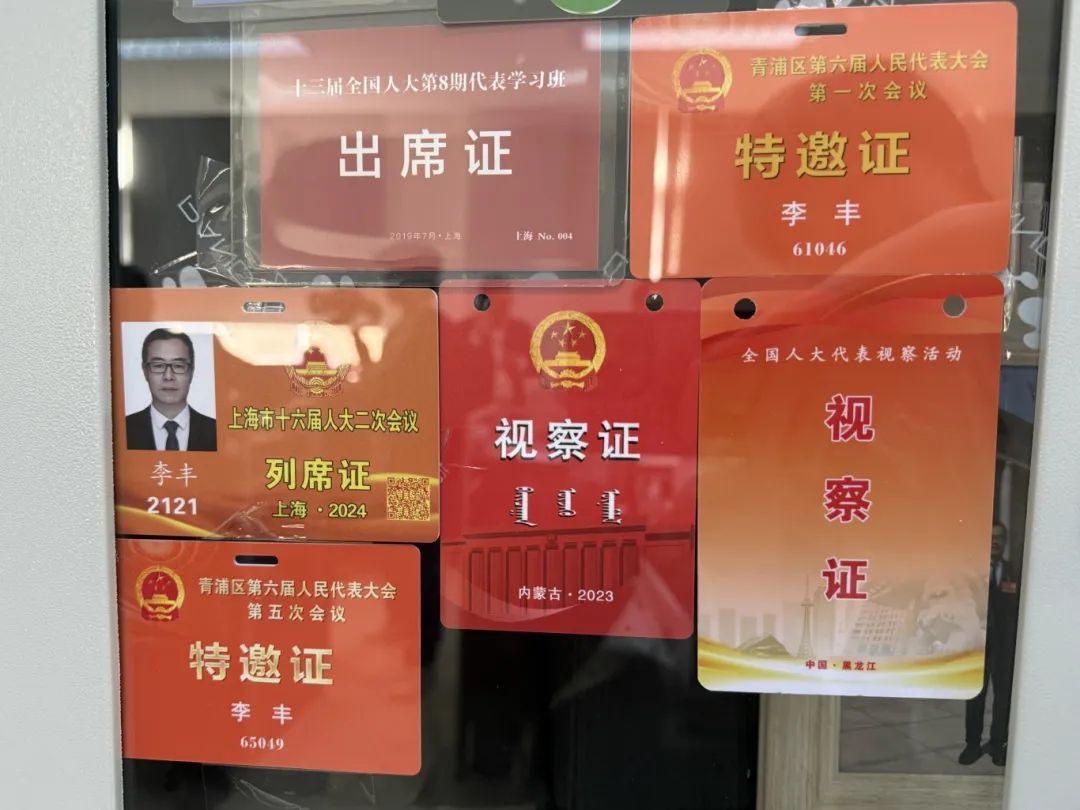 十三届全国人大第8期代表学习班
出席证
2019年7月·上海
上海 No. 004
青浦区第六届人民代表大会
第一次会议
特邀证
李丰
61046
上海市十六届人大二次会议
列席证
上海·2024
李丰
2121
视察证
内蒙古·2023
全国人大代表视察活动
视
察
证
中国·黑龙江
青浦区第六届人民代表大会
第五次会议
特邀证
李丰
65049